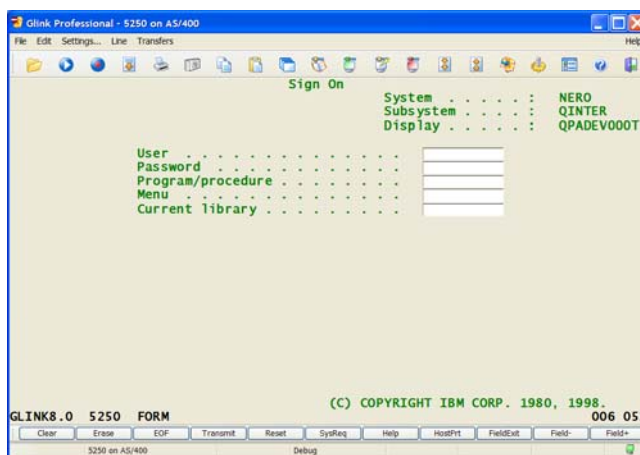 Glink Professional - 5250 on AS/400
File Edit Settings... Line Transfers Help
Sign On
System . . . . . : NERO
Subsystem . . . . : QINTER
Display . . . . . : QPADEV000T
User . . . . . . . . . . . . . .
Password . . . . . . . . . . . .
Program/procedure . . . . . . . .
Menu . . . . . . . . . . . . . .
Current library . . . . . . . . .
(C) COPYRIGHT IBM CORP. 1980, 1998.
GLINK8.0 5250 FORM 006 05
Clear Erase EOF Transmit Reset SysReq Help HostPrt FieldExit Field- Field+
5250 on AS/400 Debug